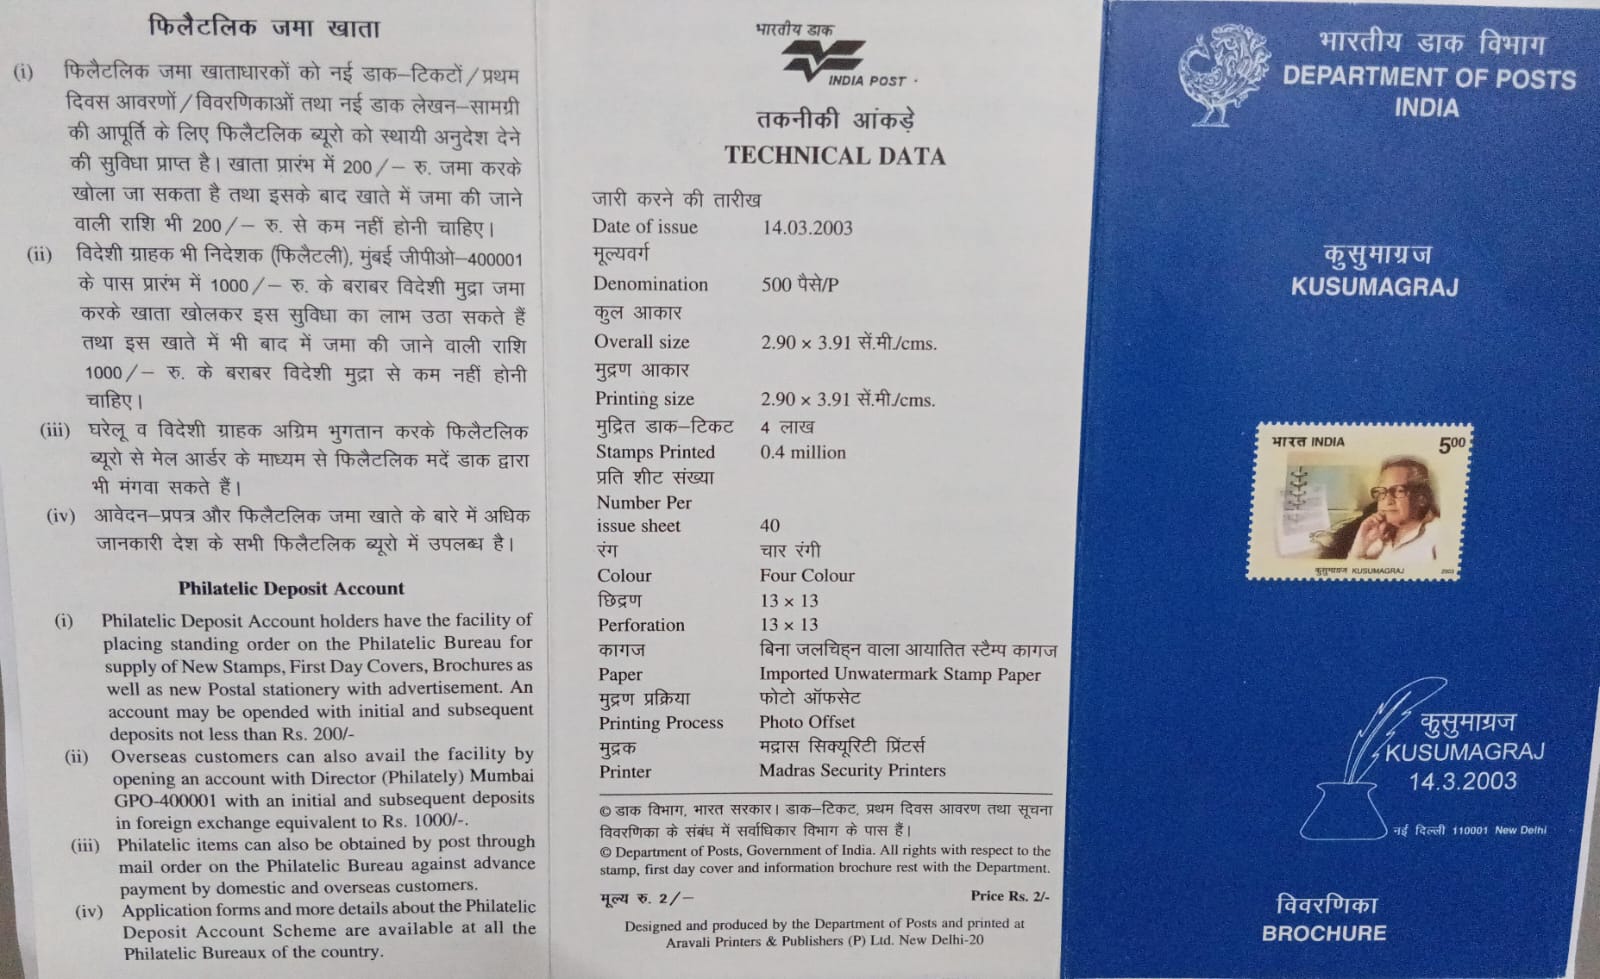 फिलैटलिक जमा खाता
(i) फिलैटलिक जमा खाताधारकों को नई डाक-टिकटों/प्रथम
दिवस आवरणों/विवरणिकाओं तथा नई डाक लेखन-सामग्री
की आपूर्ति के लिए फिलैटलिक ब्यूरो को स्थायी अनुदेश देने
की सुविधा प्राप्त है। खाता प्रारंभ में 200/- रु. जमा करके
खोला जा सकता है तथा इसके बाद खाते में जमा की जाने
वाली राशि भी 200/- रु. से कम नहीं होनी चाहिए।
(ii) विदेशी ग्राहक भी निदेशक (फिलैटली), मुंबई जीपीओ-400001
के पास प्रारंभ में 1000/- रु. के बराबर विदेशी मुद्रा जमा
करके खाता खोलकर इस सुविधा का लाभ उठा सकते हैं
तथा इस खाते में भी बाद में जमा की जाने वाली राशि
1000/- रु. के बराबर विदेशी मुद्रा से कम नहीं होनी
चाहिए।
(iii) घरेलू व विदेशी ग्राहक अग्रिम भुगतान करके फिलैटलिक
ब्यूरो से मेल आर्डर के माध्यम से फिलैटलिक मदें डाक द्वारा
भी मंगवा सकते हैं।
(iv) आवेदन-प्रपत्र और फिलैटलिक जमा खाते के बारे में अधिक
जानकारी देश के सभी फिलैटलिक ब्यूरो में उपलब्ध है।
Philatelic Deposit Account
(i) Philatelic Deposit Account holders have the facility of
placing standing order on the Philatelic Bureau for
supply of New Stamps, First Day Covers, Brochures as
well as new Postal stationery with advertisement. An
account may be opended with initial and subsequent
deposits not less than Rs. 200/-
(ii) Overseas customers can also avail the facility by
opening an account with Director (Philately) Mumbai
GPO-400001 with an initial and subsequent deposits
in foreign exchange equivalent to Rs. 1000/-.
(iii) Philatelic items can also be obtained by post through
mail order on the Philatelic Bureau against advance
payment by domestic and overseas customers.
(iv) Application forms and more details about the Philatelic
Deposit Account Scheme are available at all the
Philatelic Bureaux of the country.
भारतीय डाक
INDIA POST
तकनीकी आंकड़े
TECHNICAL DATA
जारी करने की तारीख
Date of issue 14.03.2003
मूल्यवर्ग
Denomination 500 पैसे/P
कुल आकार
Overall size 2.90 × 3.91 सें.मी./cms.
मुद्रण आकार
Printing size 2.90 × 3.91 सें.मी./cms.
मुद्रित डाक-टिकट 4 लाख
Stamps Printed 0.4 million
प्रति शीट संख्या
Number Per
issue sheet 40
रंग चार रंगी
Colour Four Colour
छिद्रण 13 × 13
Perforation 13 × 13
कागज बिना जलचिह्न वाला आयातित स्टैम्प कागज
Paper Imported Unwatermark Stamp Paper
मुद्रण प्रक्रिया फोटो ऑफसेट
Printing Process Photo Offset
मुद्रक मद्रास सिक्यूरिटी प्रिंटर्स
Printer Madras Security Printers
© डाक विभाग, भारत सरकार। डाक-टिकट, प्रथम दिवस आवरण तथा सूचना
विवरणिका के संबंध में सर्वाधिकार विभाग के पास हैं।
© Department of Posts, Government of India. All rights with respect to the
stamp, first day cover and information brochure rest with the Department.
मूल्य रु. 2/- Price Rs. 2/-
Designed and produced by the Department of Posts and printed at
Aravali Printers & Publishers (P) Ltd. New Delhi-20
भारतीय डाक विभाग
DEPARTMENT OF POSTS
INDIA
कुसुमाग्रज
KUSUMAGRAJ
भारत INDIA 500
कुसुमाग्रज KUSUMAGRAJ 2003
कुसुमाग्रज
KUSUMAGRAJ
14.3.2003
नई दिल्ली 110001 New Delhi
विवरणिका
BROCHURE